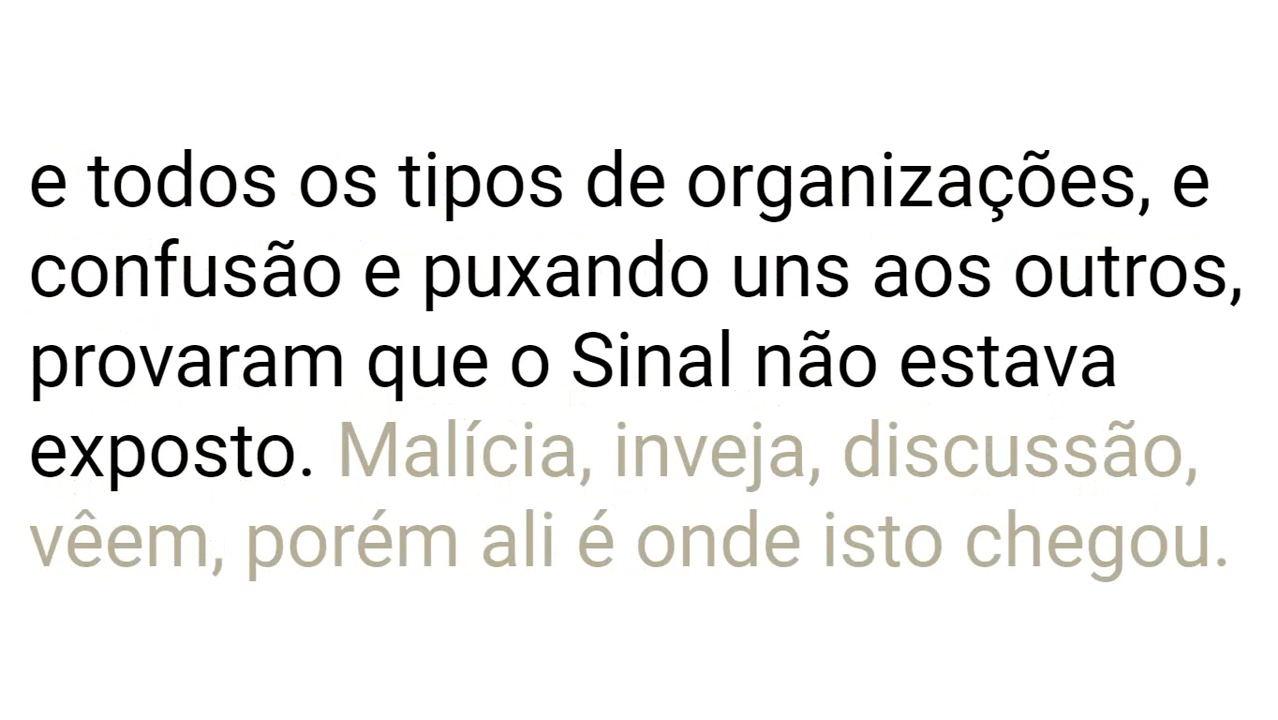 e todos os tipos de organizações, e
confusão e puxando uns aos outros,
provaram que o Sinal não estava
exposto. Malícia, inveja, discussão,
vêem, porém ali é onde isto chegou.